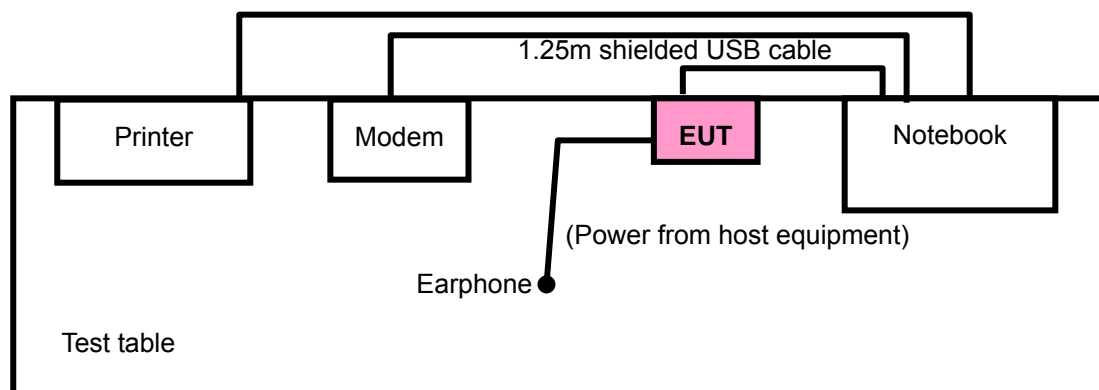 1.25m shielded USB cable
Printer
Modem
EUT
Notebook
(Power from host equipment)
Earphone
Test table